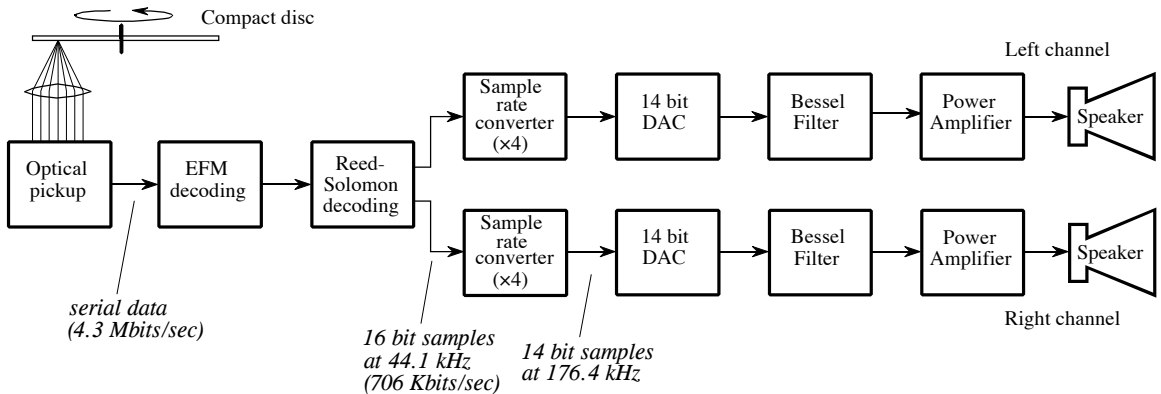 Compact disc
Left channel
Optical
pickup
EFM
decoding
Reed-
Solomon
decoding
Sample
rate
converter
(×4)
14 bit
DAC
Bessel
Filter
Power
Amplifier
Speaker
Sample
rate
converter
(×4)
14 bit
DAC
Bessel
Filter
Power
Amplifier
Speaker
Right channel
serial data
(4.3 Mbits/sec)
16 bit samples
at 44.1 kHz
(706 Kbits/sec)
14 bit samples
at 176.4 kHz